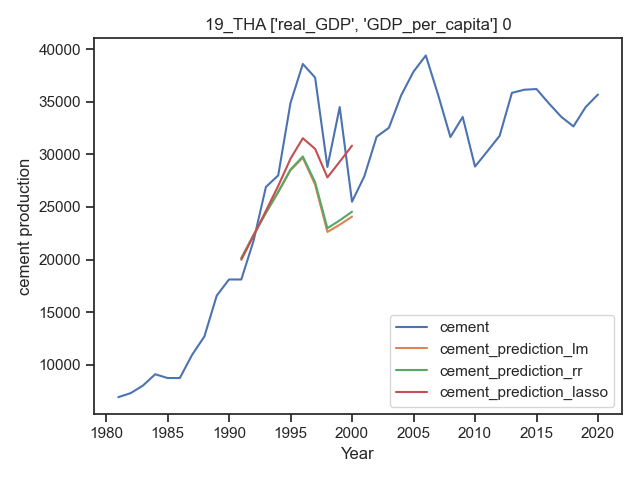 19_THA ['real_GDP', 'GDP_per_capita'] 0
cement production
40000
35000
30000
25000
20000
15000
10000
cement
cement_prediction_lm
cement_prediction_rr
cement_prediction_lasso
1980 1985 1990 1995 2000 2005 2010 2015 2020
Year